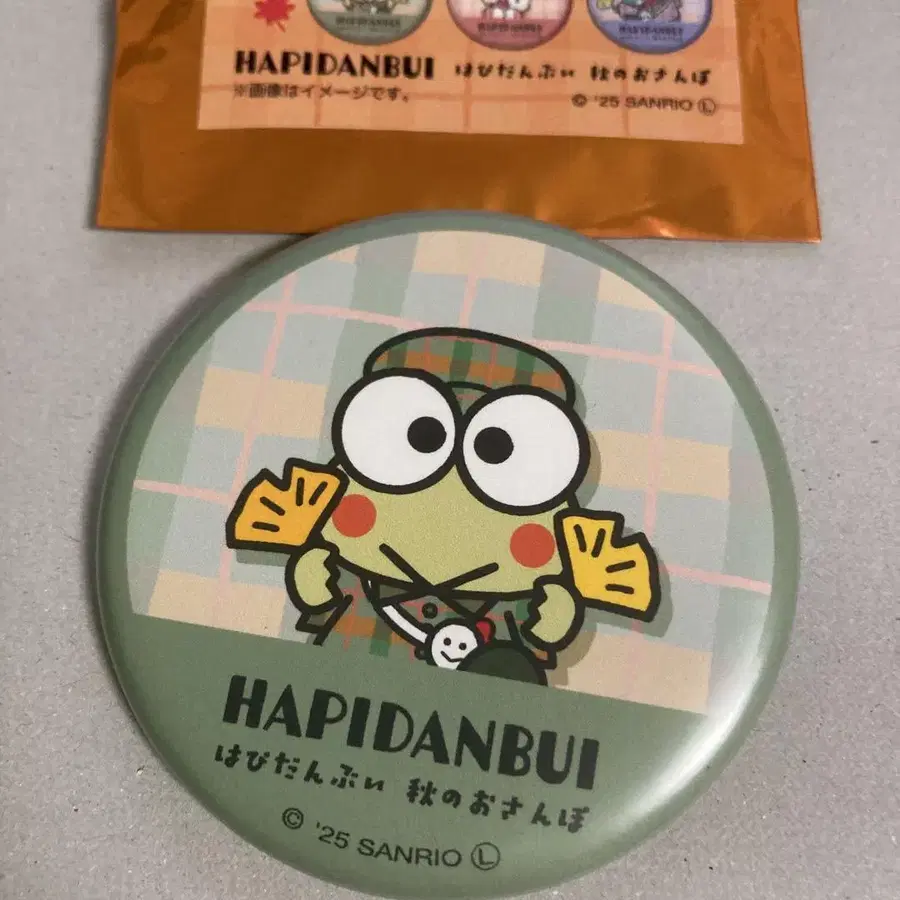 HAPIDANBUI はぴだんぶい 秋のおさんぽ
※画像はイメージです。
© '25 SANRIO Ⓛ
HAPIDANBUI
はぴだんぶい 秋のおさんぽ
© '25 SANRIO Ⓛ